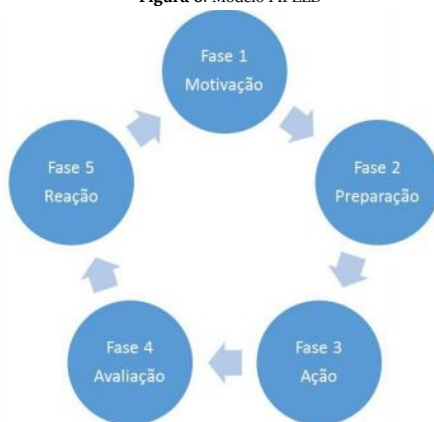 Fase 1
Motivação
Fase 2
Preparação
Fase 3
Ação
Fase 4
Avaliação
Fase 5
Reação